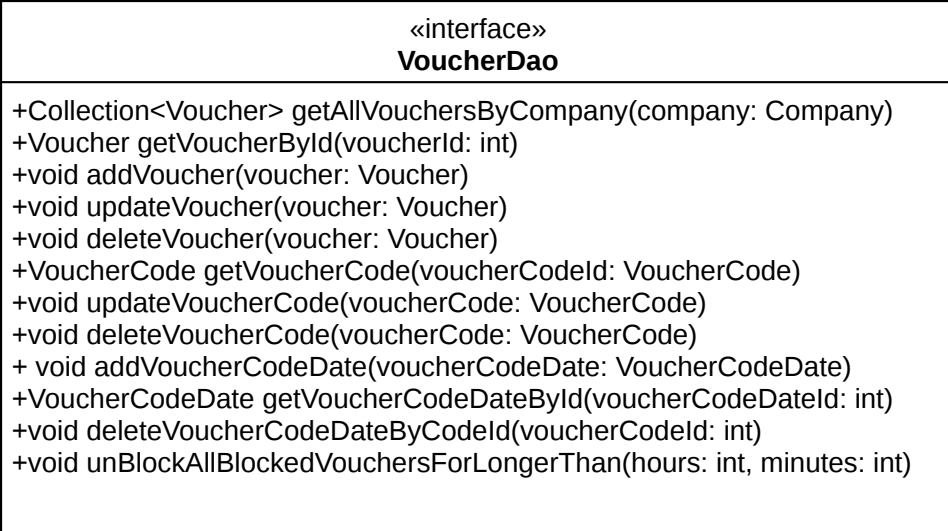 «interface»
VoucherDao
+Collection<Voucher> getAllVouchersByCompany(company: Company)
+Voucher getVoucherById(voucherId: int)
+void addVoucher(voucher: Voucher)
+void updateVoucher(voucher: Voucher)
+void deleteVoucher(voucher: Voucher)
+VoucherCode getVoucherCode(voucherCodeId: VoucherCode)
+void updateVoucherCode(voucherCode: VoucherCode)
+void deleteVoucherCode(voucherCode: VoucherCode)
+ void addVoucherCodeDate(voucherCodeDate: VoucherCodeDate)
+VoucherCodeDate getVoucherCodeDateById(voucherCodeDateId: int)
+void deleteVoucherCodeDateByCodeId(voucherCodeId: int)
+void unBlockAllBlockedVouchersForLongerThan(hours: int, minutes: int)